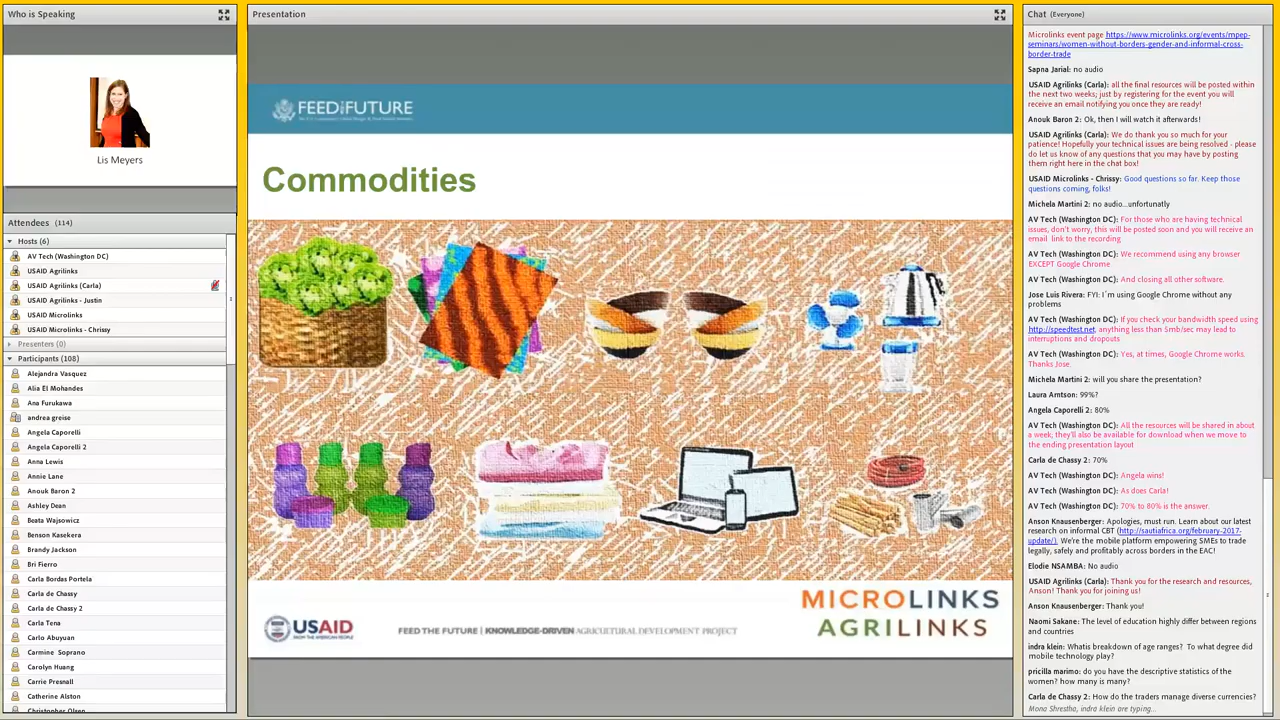 Who is Speaking
Lis Meyers
Attendees (114)
Hosts (6)
AV Tech (Washington DC)
USAID Agrilinks
USAID Agrilinks (Carla)
USAID Agrilinks - Justin
USAID Microlinks
USAID Microlinks - Chrissy
Presenters (0)
Participants (108)
Alejandra Vasquez
Alia El Mohandes
Ana Furukawa
andrea greise
Angela Caporelli
Angela Caporelli 2
Anna Lewis
Annie Lane
Anouk Baron 2
Ashley Dean
Beata Wajsowicz
Benson Kasekera
Brandy Jackson
Bri Fierro
Carla Bordas Portela
Carla de Chassy
Carla de Chassy 2
Carla Tena
Carlo Abuyuan
Carmine Soprano
Carolyn Huang
Carrie Presnall
Catherine Alston
Christopher Olsen
Presentation
FEED THE FUTURE
Commodities
USAID
FROM THE AMERICAN PEOPLE
FEED THE FUTURE | KNOWLEDGE-DRIVEN AGRICULTURAL DEVELOPMENT PROJECT
MICROLINKS
AGRILINKS
Chat (Everyone)
Microlinks event page https://www.microlinks.org/events/mpep-
seminars/women-without-borders-gender-and-informal-cross-
border-trade
Sapna Jarial: no audio
USAID Agrilinks (Carla): all the final resources will be posted within
the next two weeks; just by registering for the event you will
receive an email notifying you once they are ready!
Anouk Baron 2: Ok, then I will watch it afterwards!
USAID Agrilinks (Carla): We do thank you so much for your
patience! Hopefully your technical issues are being resolved - please
do let us know of any questions that you may have by posting
them right here in the chat box!
USAID Microlinks - Chrissy: Good questions so far. Keep those
questions coming, folks!
Michela Martini 2: no audio...unfortunatly
AV Tech (Washington DC): For those who are having technical
issues, don't worry, this will be posted soon and you will receive an
email link to the recording
AV Tech (Washington DC): We recommend using any browser
EXCEPT Google Chrome.
AV Tech (Washington DC): And closing all other software.
Jose Luis Rivera: FYI: I´m using Google Chrome without any
problems
AV Tech (Washington DC): If you check your bandwidth speed using
http://speedtest.net, anything less than 5mb/sec may lead to
interruptions and dropouts
AV Tech (Washington DC): Yes, at times, Google Chrome works.
Thanks Jose.
Michela Martini 2: will you share the presentation?
Laura Arntson: 99%?
Angela Caporelli 2: 80%
AV Tech (Washington DC): All the resources will be shared in about
a week; they'll also be available for download when we move to
the ending presentation layout
Carla de Chassy 2: 70%
AV Tech (Washington DC): Angela wins!
AV Tech (Washington DC): As does Carla!
AV Tech (Washington DC): 70% to 80% is the answer.
Anson Knausenberger: Apologies, must run. Learn about our latest
research on informal CBT (http://sautiafrica.org/february-2017-
update/). We're the mobile platform empowering SMEs to trade
legally, safely and profitably across borders in the EAC!
Elodie NSAMBA: No audio
USAID Agrilinks (Carla): Thank you for the research and resources,
Anson! Thank you for joining us!
Anson Knausenberger: Thank you!
Naomi Sakane: The level of education highly differ between regions
and countries
indra klein: Whatis breakdown of age ranges? To what degree did
mobile technology play?
pricilla marimo: do you have the descriptive statistics of the
women? how many is many?
Carla de Chassy 2: How do the traders manage diverse currencies?
Mona Shrestha, indra klein are typing...